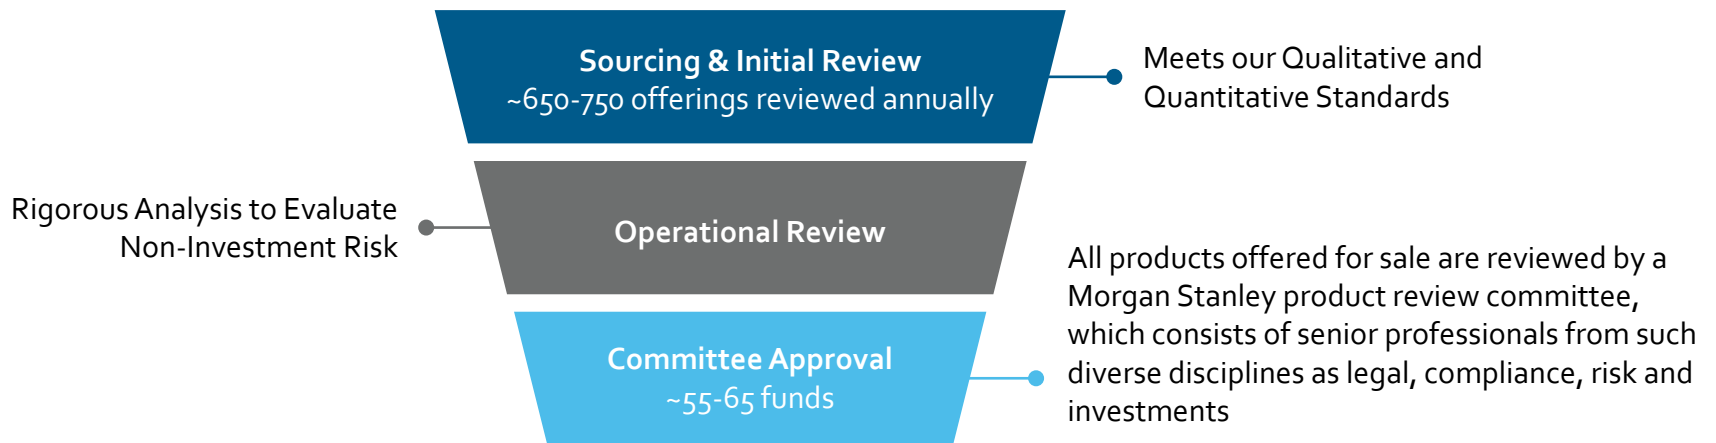 Sourcing & Initial Review
~650-750 offerings reviewed annually
Meets our Qualitative and
Quantitative Standards
Rigorous Analysis to Evaluate
Non-Investment Risk
Operational Review
Committee Approval
~55-65 funds
All products offered for sale are reviewed by a
Morgan Stanley product review committee,
which consists of senior professionals from such
diverse disciplines as legal, compliance, risk and
investments